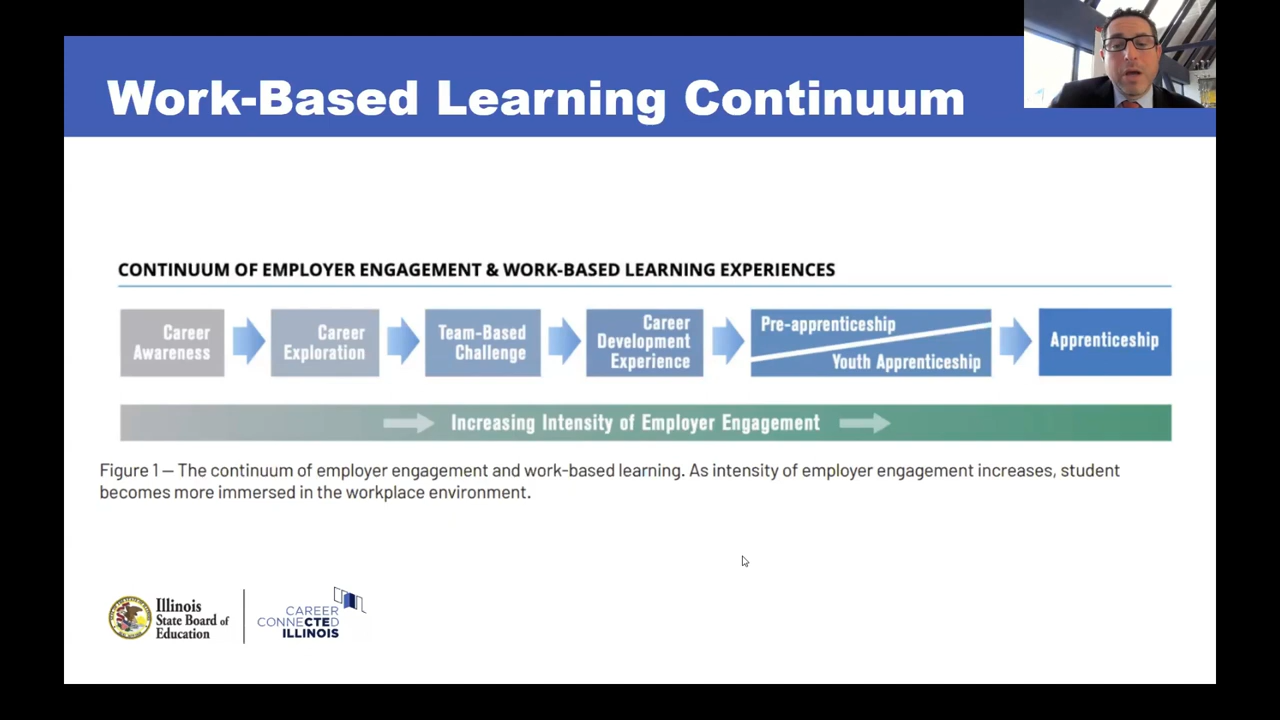 Work-Based Learning Continuum
CONTINUUM OF EMPLOYER ENGAGEMENT & WORK-BASED LEARNING EXPERIENCES
Career
Awareness
Career
Exploration
Team-Based
Challenge
Career
Development
Experience
Pre-apprenticeship
Youth Apprenticeship
Apprenticeship
Increasing Intensity of Employer Engagement
Figure 1 – The continuum of employer engagement and work-based learning. As intensity of employer engagement increases, student
becomes more immersed in the workplace environment.
Illinois
State Board of
Education
CAREER
CONNECTED
ILLINOIS